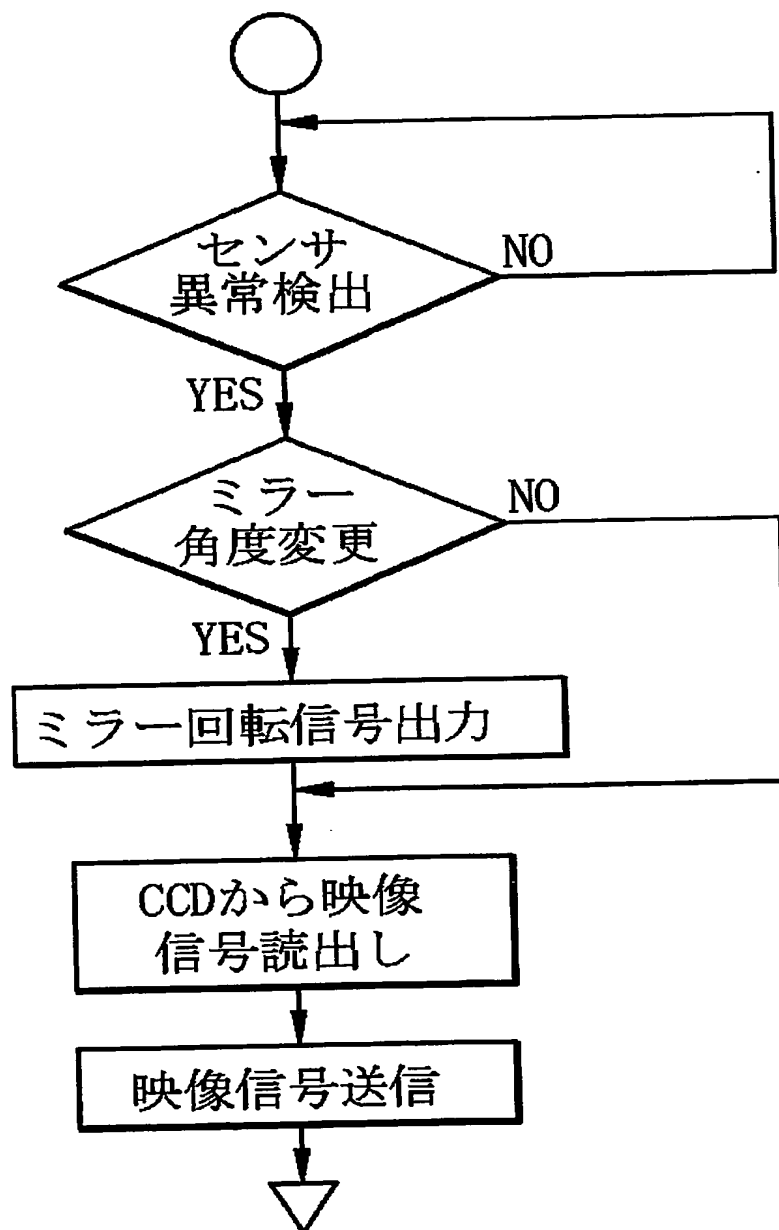 センサ
異常検出
NO
YES
ミラー
角度変更
NO
YES
ミラー回転信号出力
CCDから映像
信号読出し
映像信号送信